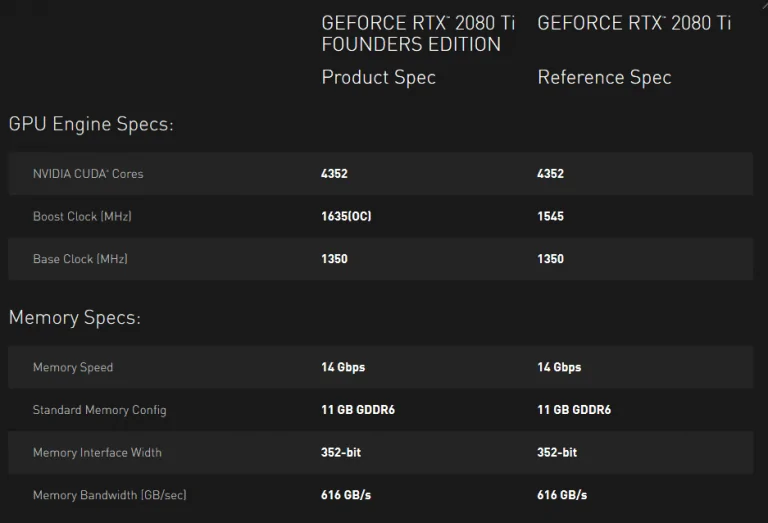 GEFORCE RTX™ 2080 Ti GEFORCE RTX™ 2080 Ti
FOUNDERS EDITION
Product Spec Reference Spec
GPU Engine Specs:
NVIDIA CUDA® Cores 4352 4352
Boost Clock (MHz) 1635(OC) 1545
Base Clock (MHz) 1350 1350
Memory Specs:
Memory Speed 14 Gbps 14 Gbps
Standard Memory Config 11 GB GDDR6 11 GB GDDR6
Memory Interface Width 352-bit 352-bit
Memory Bandwidth (GB/sec) 616 GB/s 616 GB/s